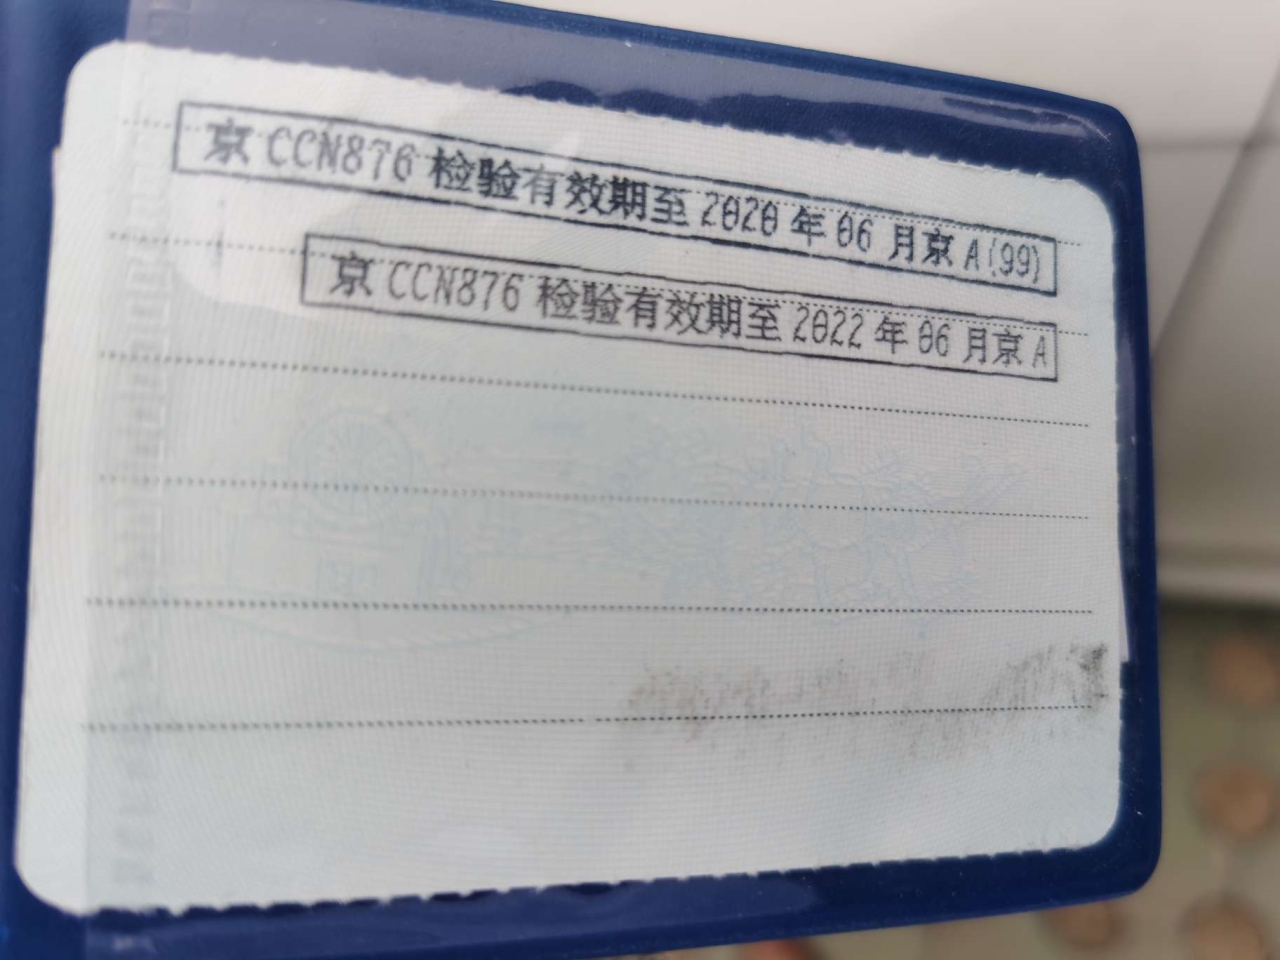 京 CCN876 检验有效期至 2020 年 06 月京 A(99)
京 CCN876 检验有效期至 2022 年 06 月京 A